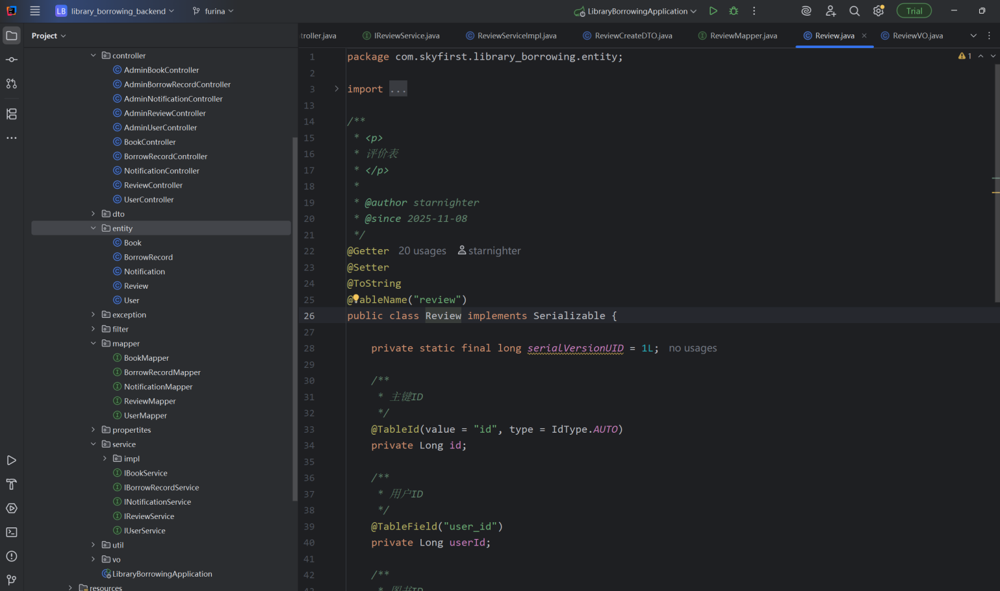 LB library_borrowing_backend furina LibraryBorrowingApplication Trial
Project
troller.java IReviewService.java ReviewServiceImpl.java ReviewCreateDTO.java ReviewMapper.java Review.java ReviewVO.java
controller
AdminBookController
AdminBorrowRecordController
AdminNotificationController
AdminReviewController
AdminUserController
BookController
BorrowRecordController
NotificationController
ReviewController
UserController
dto
entity
Book
BorrowRecord
Notification
Review
User
exception
filter
mapper
BookMapper
BorrowRecordMapper
NotificationMapper
ReviewMapper
UserMapper
propertites
service
impl
IBookService
IBorrowRecordService
INotificationService
IReviewService
IUserService
util
vo
LibraryBorrowingApplication
resources
1 package com.skyfirst.library_borrowing.entity;
1
2
3 import ...
13
14 /**
15 * <p>
16 * 评价表
17 * </p>
18 *
19 * @author starnighter
20 * @since 2025-11-08
21 */
22 @Getter 20 usages starnighter
23 @Setter
24 @ToString
25 @TableName("review")
26 public class Review implements Serializable {
27
28 private static final long serialVersionUID = 1L; no usages
29
30 /**
31 * 主键ID
32 */
33 @TableId(value = "id", type = IdType.AUTO)
34 private Long id;
35
36 /**
37 * 用户ID
38 */
39 @TableField("user_id")
40 private Long userId;
41
42 /**
43 * 图书ID